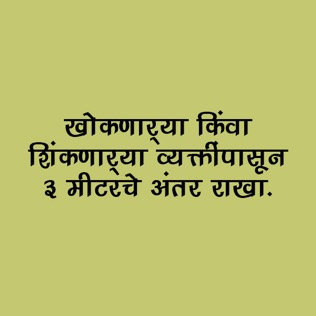 खोकणाऱ्या किंवा
शिंकणाऱ्या व्यक्तींपासून
३ मीटरचे अंतर राखा.